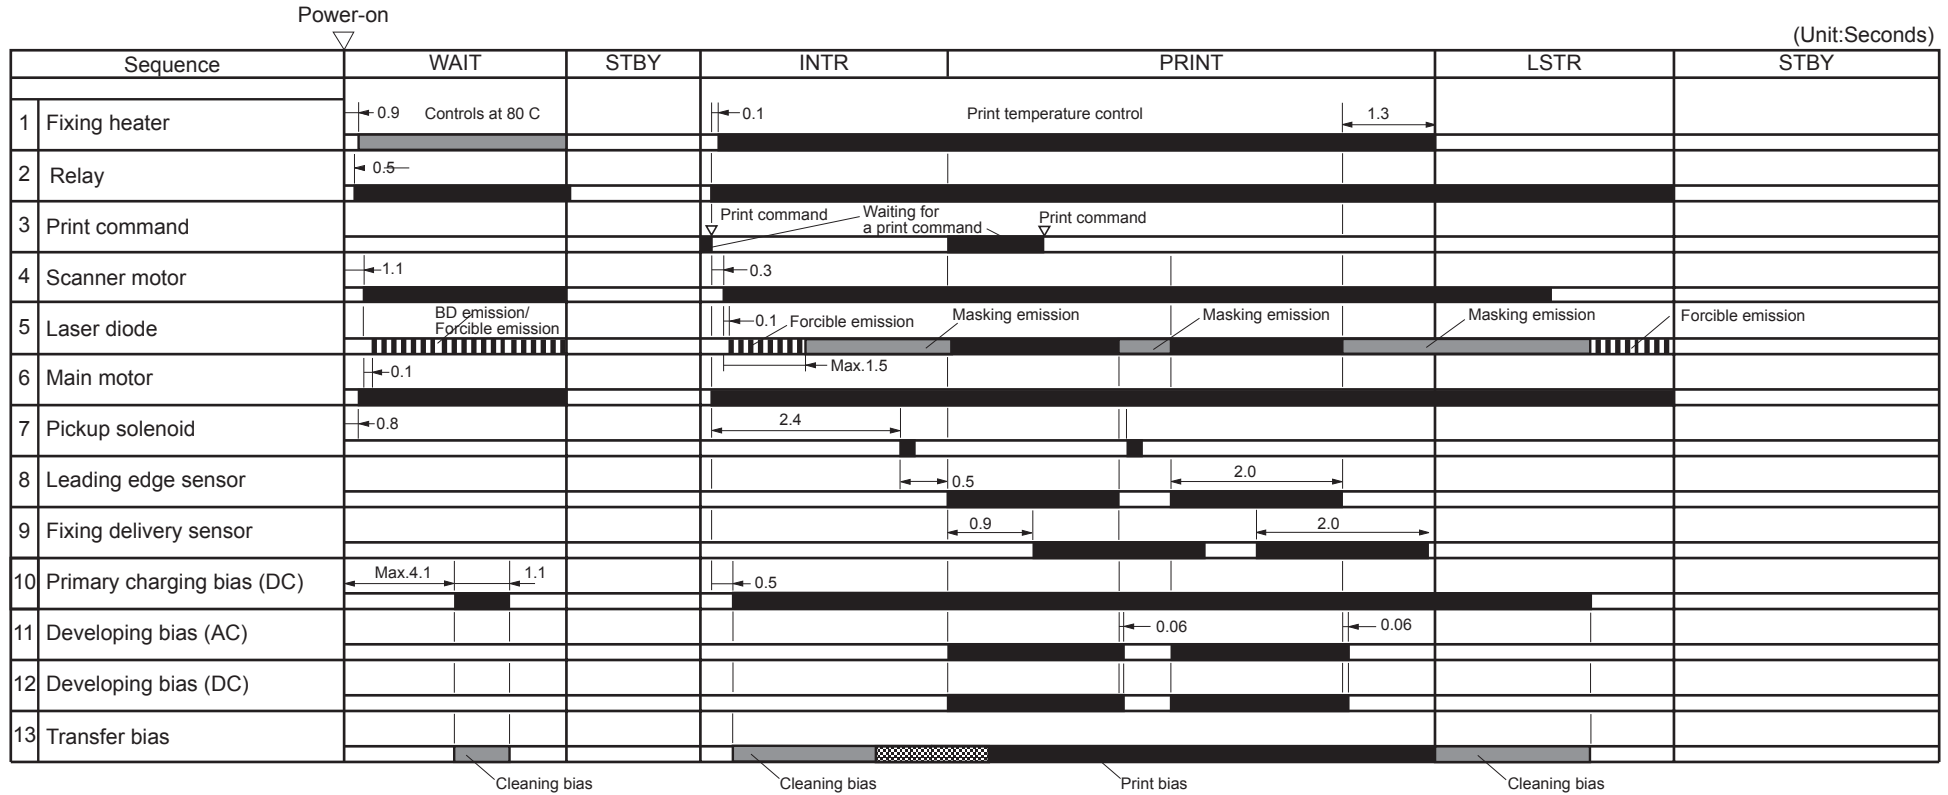 Power-on
(Unit:Seconds)
Sequence WAIT STBY INTR PRINT LSTR STBY
1 Fixing heater 0.9 Controls at 80 C 0.1 Print temperature control 1.3
2 Relay 0.5
3 Print command Print command Waiting for a print command Print command
4 Scanner motor 1.1 0.3
5 Laser diode BD emission/ Forcible emission 0.1 Forcible emission Masking emission Masking emission Masking emission Forcible emission
Max.1.5
6 Main motor 0.1
7 Pickup solenoid 0.8 2.4
8 Leading edge sensor 0.5 2.0
9 Fixing delivery sensor 0.9 2.0
10 Primary charging bias (DC) Max.4.1 1.1 0.5
11 Developing bias (AC) 0.06 0.06
12 Developing bias (DC)
13 Transfer bias
Cleaning bias Cleaning bias Print bias Cleaning bias